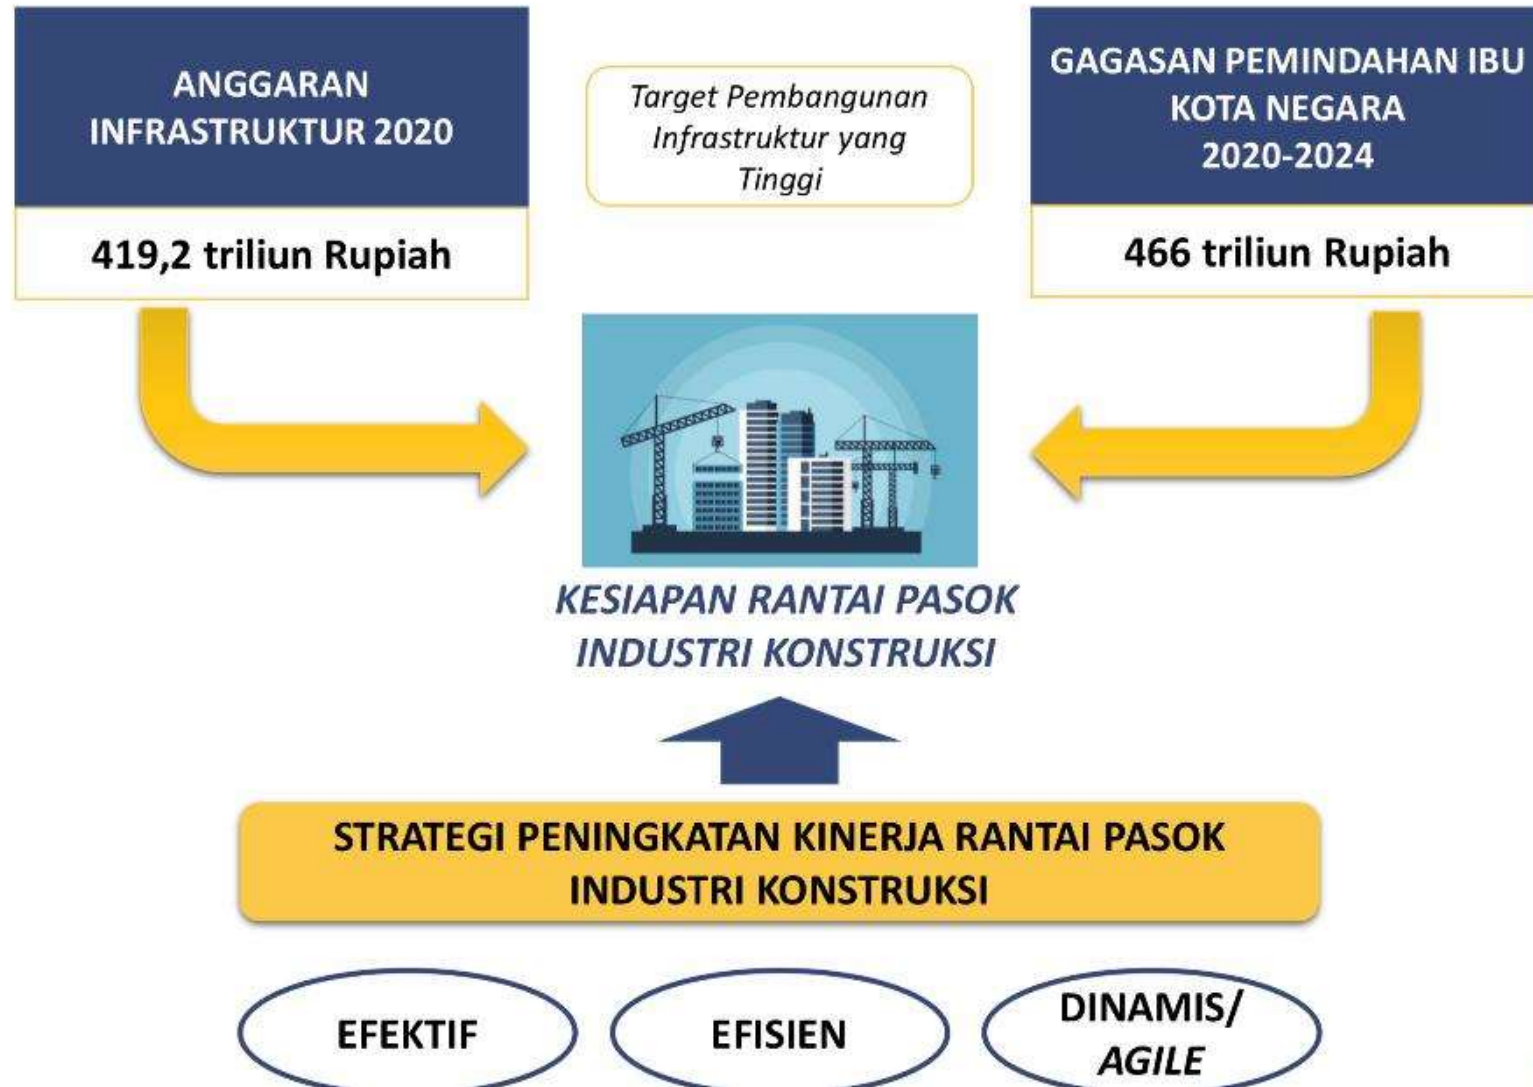 ANGGARAN
INFRASTRUKTUR 2020
419,2 triliun Rupiah
Target Pembangunan
Infrastruktur yang
Tinggi
GAGASAN PEMINDAHAN IBU
KOTA NEGARA
2020-2024
466 triliun Rupiah
KESIAPAN RANTAI PASOK
INDUSTRI KONSTRUKSI
STRATEGI PENINGKATAN KINERJA RANTAI PASOK
INDUSTRI KONSTRUKSI
EFEKTIF
EFISIEN
DINAMIS/
AGILE